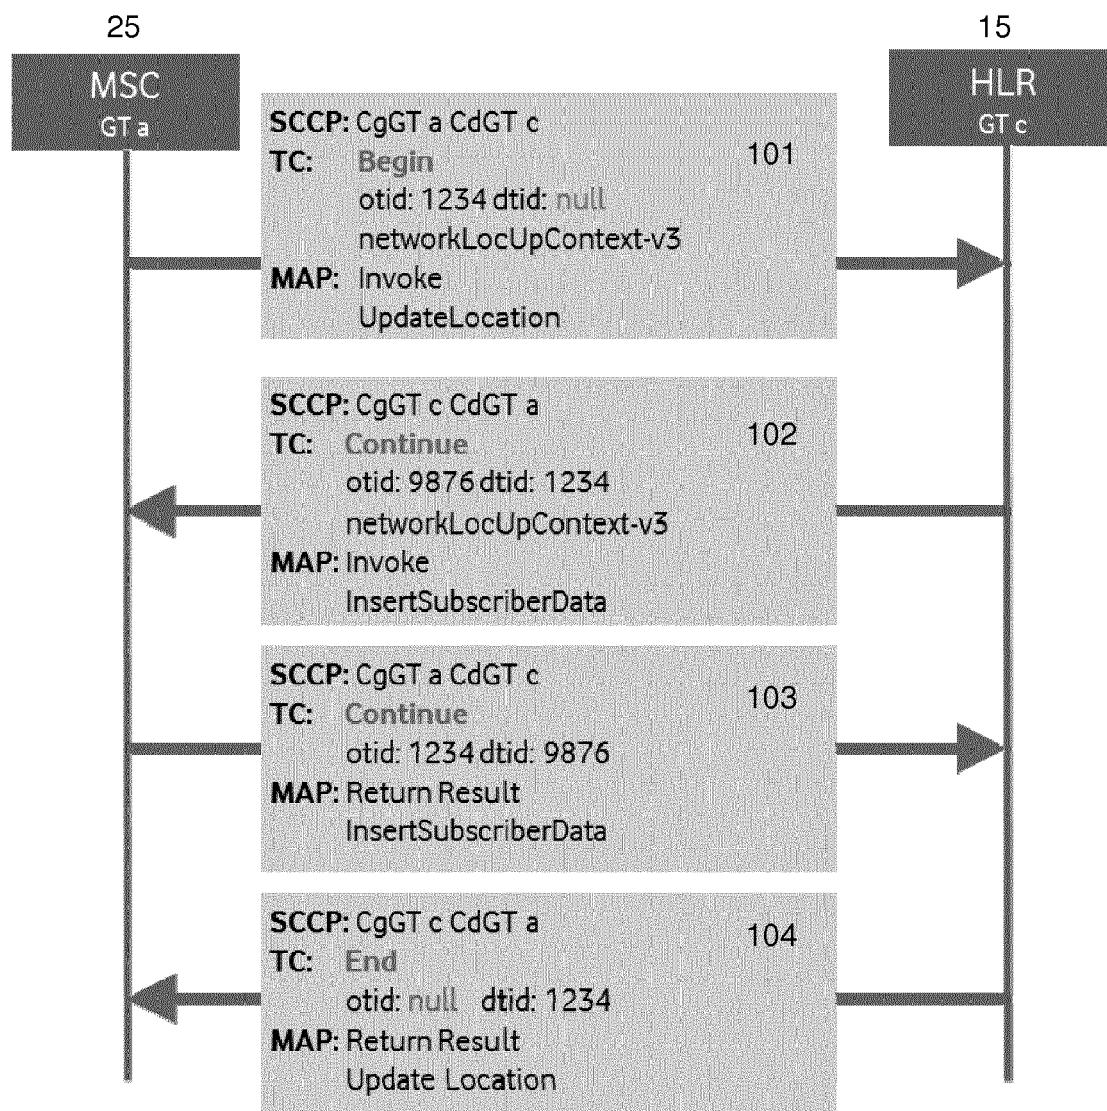 25
15
MSC
GT a
HLR
GT c
SCCP: CgGT a CdGT c
101
TC: Begin
otid: 1234 dtid: null
networkLocUpContext-v3
MAP: Invoke
UpdateLocation
SCCP: CgGT c CdGT a
102
TC: Continue
otid: 9876 dtid: 1234
networkLocUpContext-v3
MAP: Invoke
InsertSubscriberData
SCCP: CgGT a CdGT c
103
TC: Continue
otid: 1234 dtid: 9876
MAP: Return Result
InsertSubscriberData
SCCP: CgGT c CdGT a
104
TC: End
otid: null dtid: 1234
MAP: Return Result
Update Location